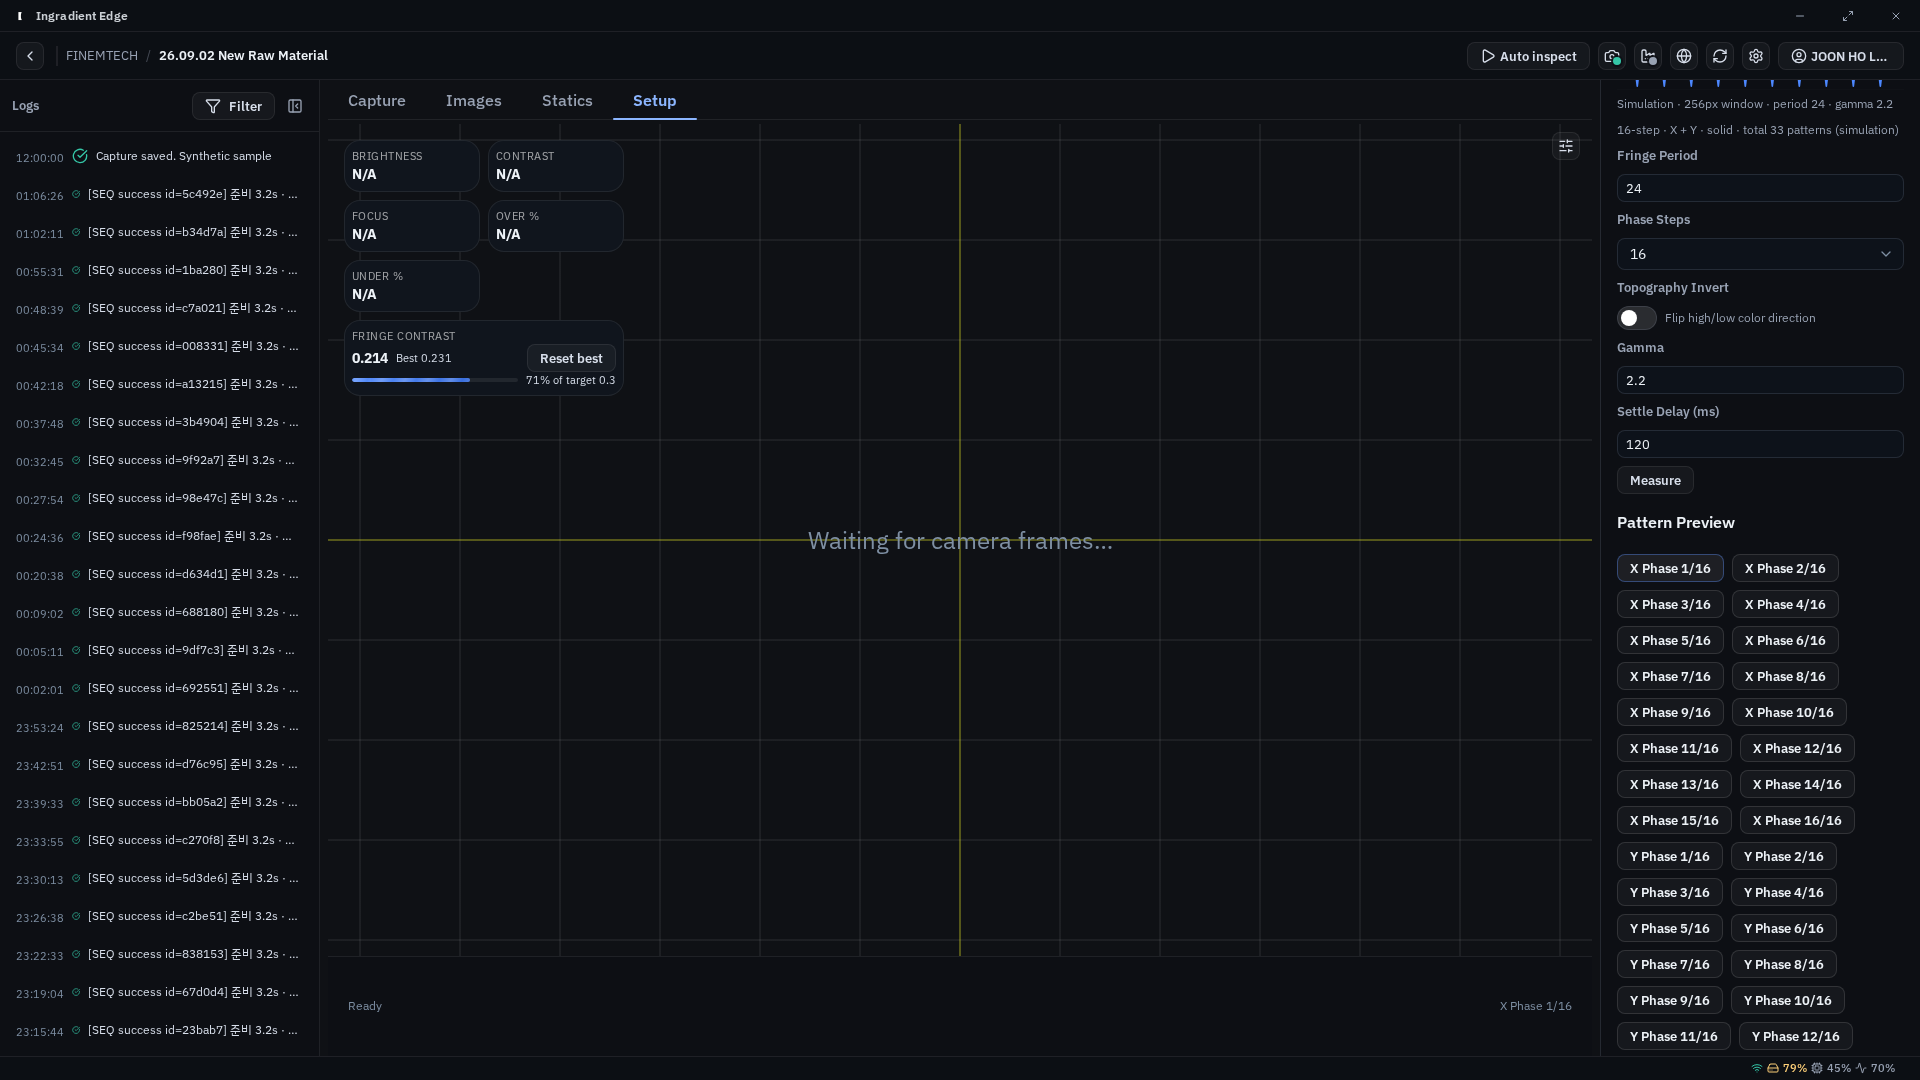 Ingradient Edge
FINEMTECH / 26.09.02 New Raw Material
Auto inspect
JOON HO L...
Logs
Filter
12:00:00 Capture saved. Synthetic sample
01:06:26 [SEQ success id=5c492e] 준비 3.2s · ...
01:02:11 [SEQ success id=b34d7a] 준비 3.2s · ...
00:55:31 [SEQ success id=1ba280] 준비 3.2s · ...
00:48:39 [SEQ success id=c7a021] 준비 3.2s · ...
00:45:34 [SEQ success id=008331] 준비 3.2s · ...
00:42:18 [SEQ success id=a13215] 준비 3.2s · ...
00:37:48 [SEQ success id=3b4904] 준비 3.2s · ...
00:32:45 [SEQ success id=9f92a7] 준비 3.2s · ...
00:27:54 [SEQ success id=98e47c] 준비 3.2s · ...
00:24:36 [SEQ success id=f98fae] 준비 3.2s · ...
00:20:38 [SEQ success id=d634d1] 준비 3.2s · ...
00:09:02 [SEQ success id=688180] 준비 3.2s · ...
00:05:11 [SEQ success id=9df7c3] 준비 3.2s · ...
00:02:01 [SEQ success id=692551] 준비 3.2s · ...
23:53:24 [SEQ success id=825214] 준비 3.2s · ...
23:42:51 [SEQ success id=d76c95] 준비 3.2s · ...
23:39:33 [SEQ success id=bb05a2] 준비 3.2s · ...
23:33:55 [SEQ success id=c270f8] 준비 3.2s · ...
23:30:13 [SEQ success id=5d3de6] 준비 3.2s · ...
23:26:38 [SEQ success id=c2be51] 준비 3.2s · ...
23:22:33 [SEQ success id=838153] 준비 3.2s · ...
23:19:04 [SEQ success id=67d0d4] 준비 3.2s · ...
23:15:44 [SEQ success id=23bab7] 준비 3.2s · ...
Capture Images Statics Setup
BRIGHTNESS
N/A
CONTRAST
N/A
FOCUS
N/A
OVER %
N/A
UNDER %
N/A
FRINGE CONTRAST
0.214 Best 0.231
Reset best
71% of target 0.3
Waiting for camera frames...
Ready
X Phase 1/16
Simulation · 256px window · period 24 · gamma 2.2
16-step · X + Y · solid · total 33 patterns (simulation)
Fringe Period
24
Phase Steps
16
Topography Invert
Flip high/low color direction
Gamma
2.2
Settle Delay (ms)
120
Measure
Pattern Preview
X Phase 1/16 X Phase 2/16
X Phase 3/16 X Phase 4/16
X Phase 5/16 X Phase 6/16
X Phase 7/16 X Phase 8/16
X Phase 9/16 X Phase 10/16
X Phase 11/16 X Phase 12/16
X Phase 13/16 X Phase 14/16
X Phase 15/16 X Phase 16/16
Y Phase 1/16 Y Phase 2/16
Y Phase 3/16 Y Phase 4/16
Y Phase 5/16 Y Phase 6/16
Y Phase 7/16 Y Phase 8/16
Y Phase 9/16 Y Phase 10/16
Y Phase 11/16 Y Phase 12/16
79% 45% 70%